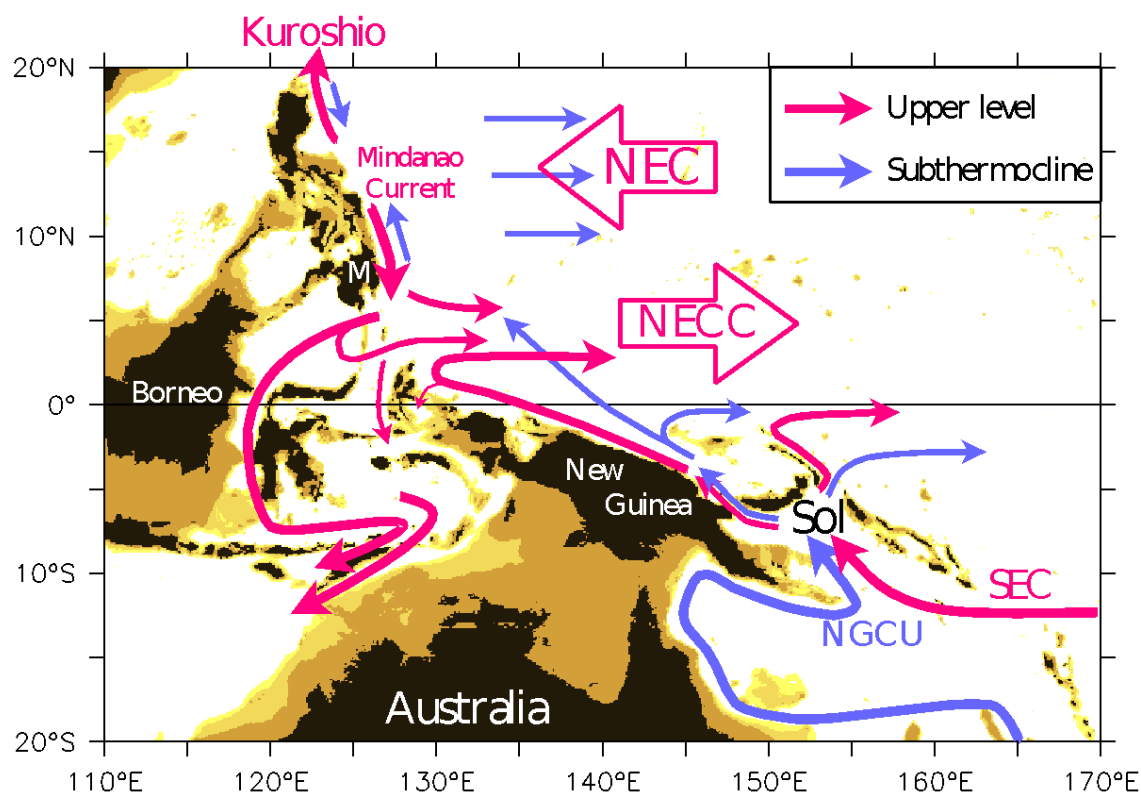 Kuroshio
20°N
Upper level
Mindanao
Current
NEC
Subthermocline
10°N
M
NECC
Borneo
0°
New
Guinea
Sol
10°S
SEC
NGCU
Australia
20°S
110°E
120°E
130°E
140°E
150°E
160°E
170°E